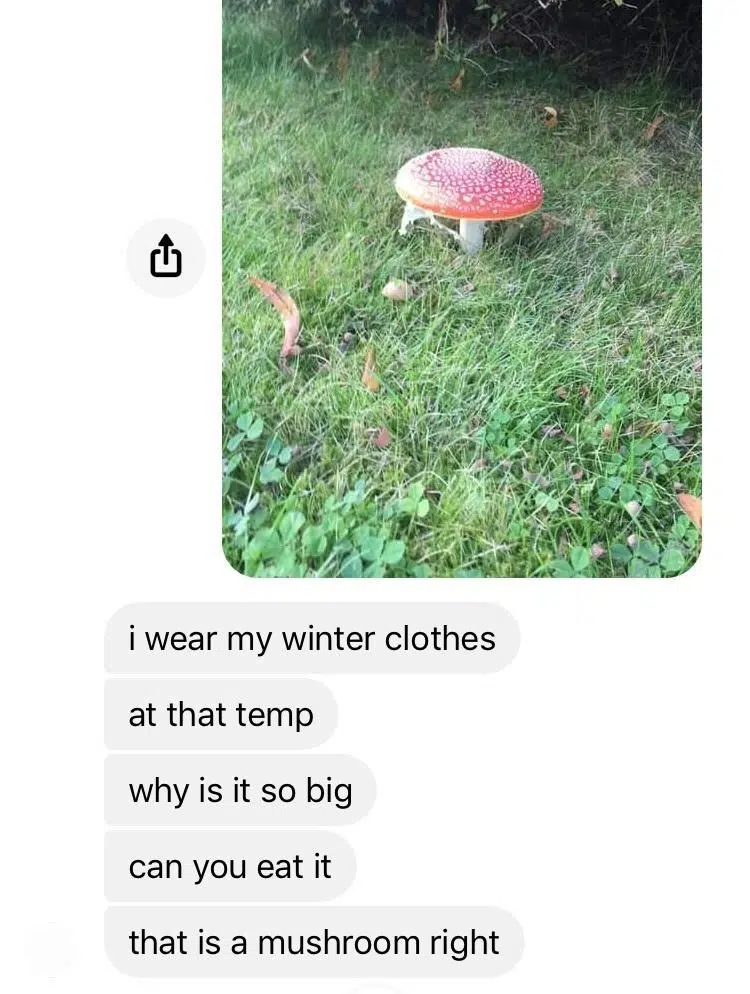 i wear my winter clothes
at that temp
why is it so big
can you eat it
that is a mushroom right